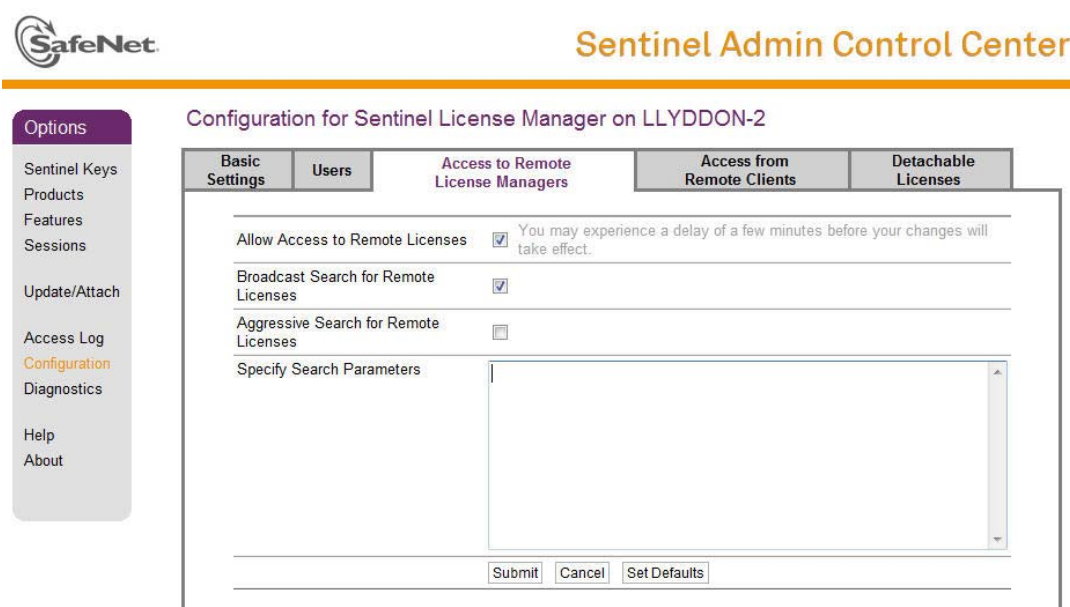 SafeNet.
Sentinel Admin Control Center
Options
Sentinel Keys
Products
Features
Sessions
Update/Attach
Access Log
Configuration
Diagnostics
Help
About
Configuration for Sentinel License Manager on LLYDDON-2
Basic
Settings
Users
Access to Remote
License Managers
Access from
Remote Clients
Detachable
Licenses
Allow Access to Remote Licenses
You may experience a delay of a few minutes before your changes will
take effect.
Broadcast Search for Remote
Licenses
Aggressive Search for Remote
Licenses
Specify Search Parameters
Submit
Cancel
Set Defaults